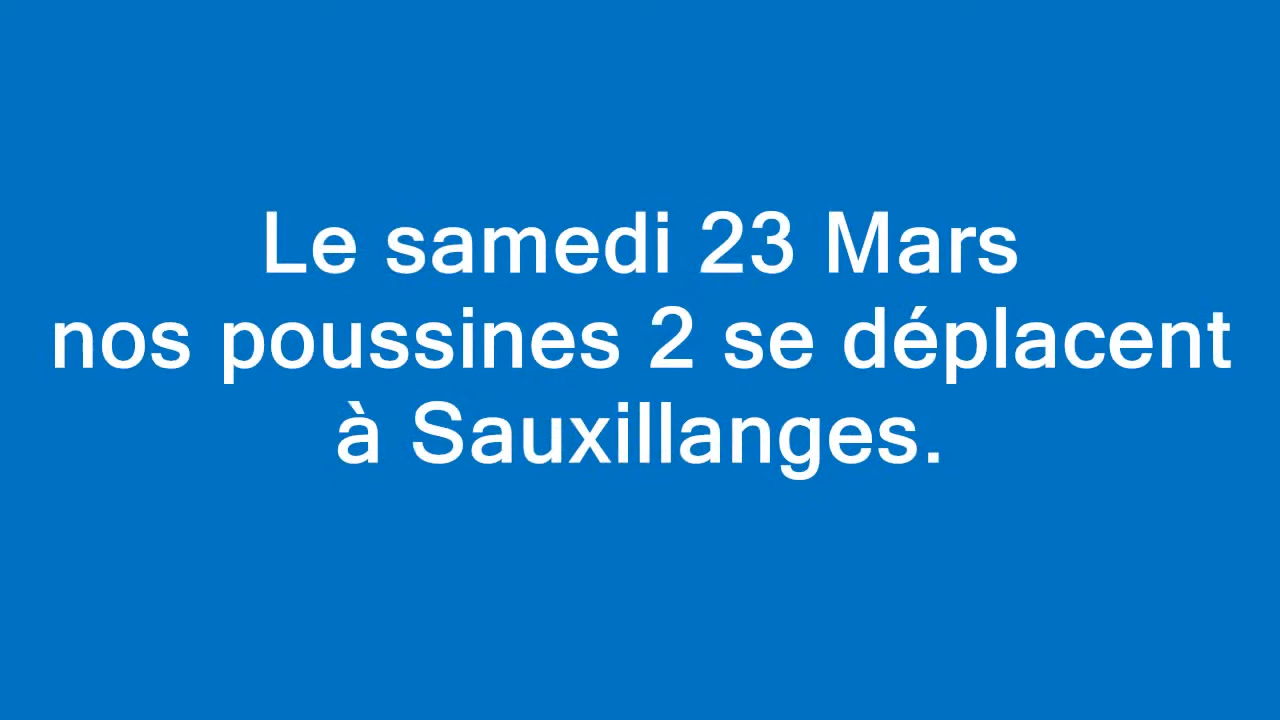 Le samedi 23 Mars
nos poussines 2 se déplacent
à Sauxillanges.